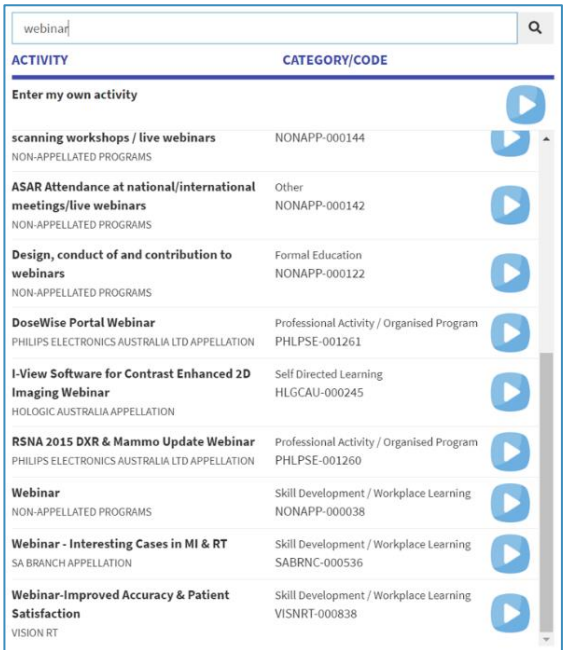 webinar
ACTIVITY CATEGORY/CODE
Enter my own activity
scanning workshops / live webinars NONAPP-000144
NON-APPELLATED PROGRAMS
ASAR Attendance at national/international Other
meetings/live webinars NONAPP-000142
NON-APPELLATED PROGRAMS
Design, conduct of and contribution to Formal Education
webinars NONAPP-000122
NON-APPELLATED PROGRAMS
DoseWise Portal Webinar Professional Activity / Organised Program
PHILIPS ELECTRONICS AUSTRALIA LTD APPELLATION PHLPSE-001261
I-View Software for Contrast Enhanced 2D Self Directed Learning
Imaging Webinar HLGCAU-000245
HOLOGIC AUSTRALIA APPELLATION
RSNA 2015 DXR & Mammo Update Webinar Professional Activity / Organised Program
PHILIPS ELECTRONICS AUSTRALIA LTD APPELLATION PHLPSE-001260
Webinar Skill Development / Workplace Learning
NON-APPELLATED PROGRAMS NONAPP-000038
Webinar - Interesting Cases in MI & RT Skill Development / Workplace Learning
SA BRANCH APPELLATION SABRNC-000536
Webinar-Improved Accuracy & Patient Skill Development / Workplace Learning
Satisfaction VISNRT-000838
VISION RT